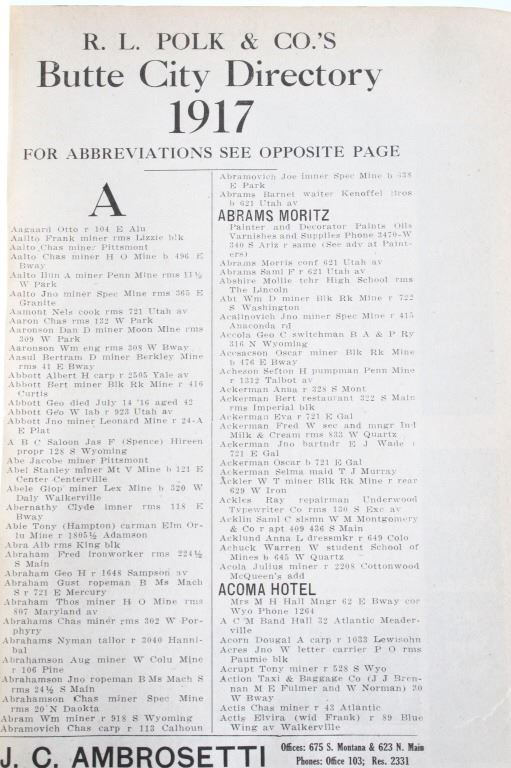 R. L. POLK & CO.'S
Butte City Directory
1917
FOR ABBREVIATIONS SEE OPPOSITE PAGE
A
Aagaard Otto r 104 E Alu
Aalto Frank miner rms Lizzie blk
Aalto Chas miner Pittsmont
Aalto Chas miner H O Mine b 496 E
Bway
Aalto Ihn A miner Penn Mine rms 11½
W Park
Aalto Jno miner Spec Mine rms 365 E
Granite
Aamont Nels cook rms 721 Utah av
Aaron Chas rms 132 W Park
Aaronson Dan D miner Moon Mine rms
309 W Park
Aaronson Wm eng rms 308 W Bway
Aasul Bertram D miner Berkley Mine
rms 41 E Bway
Abbott Albert H carp r 2505 Yale av
Abbott Bert miner Blk Rk Mine r 416
Curtis
Abbott Geo died July 14 '16 aged 42
Abbott Geo W lab r 923 Utah av
Abbott Jno miner Leonard Mine r 24-A
E Plat
A B C Saloon Jas F (Spence) Hireen
propr 128 S Wyoming
Abe Jacobe miner Pittsmont
Abel Stanley miner Mt V Mine b 121 E
Center Centerville
Abele Giop miner Lex Mine b 320 W
Daly Walkerville
Abernathy Clyde imner rms 118 E
Bway
Abie Tony (Hampton) carman Elm Or-
lu Mine r 1805½ Adamson
Abra Alb rms King blk
Abraham Fred ironworker rms 224½
S Main
Abraham Geo H r 1648 Sampson av
Abraham Gust ropeman B Ms Mach
S r 721 E Mercury
Abraham Thos miner H O Mine rms
807 Maryland av
Abrahams Chas miner rms 302 W Por-
phyry
Abrahams Nyman tailor r 2040 Hanni-
bal
Abrahamson Aug miner W Colu Mine
r 106 Pine
Abrahamson Jno ropeman B Ms Mach S
rms 24½ S Main
Abrahamson Chas miner Spec Mine
rms 20 N Daokta
Abram Wm miner r 918 S Wyoming
Abramovich Chas carp r 113 Calhoun
Abramovich Joe imner Spec Mine b 438
E Park
Abrams Barnet waiter Kenoffel Bros
b 621 Utah av
ABRAMS MORITZ
Painter and Decorator Paints Oils
Varnishes and Supplies Phone 3470-W
340 S Ariz r same (See adv at Paint-
ers)
Abrams Morris conf 621 Utah av
Abrams Saml F r 621 Utah av
Abshire Mollie tchr High School rms
The Lincoln
Abt Wm D miner Blk Rk Mine r 722
S Washington
Acalinovich Jno miner Spec Mine r 415
Anaconda rd
Accola Geo C switchman B A & P Ry
316 N Wyoming
Acesacson Oscar miner Blk Rk Mine
b 476 E Bway
Acheson Sefton H pumpman Penn Mine
r 1312 Talbot av
Ackerman Anna r 328 S Mont
Ackerman Bert restaurant 322 S Main
rms Imperial blk
Ackerman Eva r 721 E Gal
Ackerman Fred W sec and mngr Ind
Milk & Cream rms 833 W Quartz
Ackerman Jno bartndr E J Wade r
721 E Gal
Ackerman Oscar b 721 E Gal
Ackerman Selma maid T J Murray
Ackler W T miner Blk Rk Mine r rear
629 W Iron
Ackles Ray repairman Underwood
Typewriter Co rms 130 S Exc av
Acklin Saml C slsmn W M Montgomery
& Co r apt 409 436 S Main
Acklund Anna L dressmkr r 649 Colo
Achuck Warren W student School of
Mines b 645 W Quartz
Acola Julius miner r 2208 Cottonwood
McQueen's add
ACOMA HOTEL
Mrs M H Hall Mngr 62 E Bway cor
Wyo Phone 1264
A C M Band Hall 32 Atlantic Meader-
ville
Acorn Dougal A carp r 1033 Lewisohn
Acres Jno W letter carrier P O rms
Paumie blk
Acrupt Tony miner r 528 S Wyo
Action Taxi & Baggage Co (J J Bren-
nan M E Fulmer and W Norman) 30
W Bway
Actis Chas miner r 43 Atlantic
Actis Elvira (wid Frank) r 89 Blue
Wing av Walkerville
J. C. AMBROSETTI
Offices: 675 S. Montana & 623 N. Main
Phones: Office 103; Res. 2331